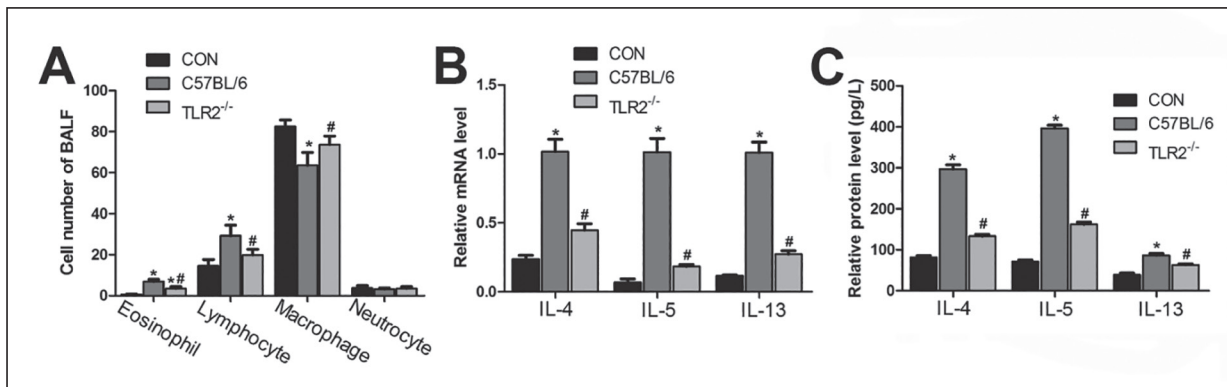 A
CON
C57BL/6
TLR2-/-
Cell number of BALF
100
80
60
40
20
0
*
*#
*
#
*
#
Eosinophil
Lymphocyte
Macrophage
Neutrocyte
B
CON
C57BL/6
TLR2-/-
Relative mRNA level
1.5
1.0
0.5
0.0
*
#
*
#
*
#
IL-4
IL-5
IL-13
C
CON
C57BL/6
TLR2-/-
Relative protein level (pg/L)
500
400
300
200
100
0
*
#
*
#
*
#
IL-4
IL-5
IL-13